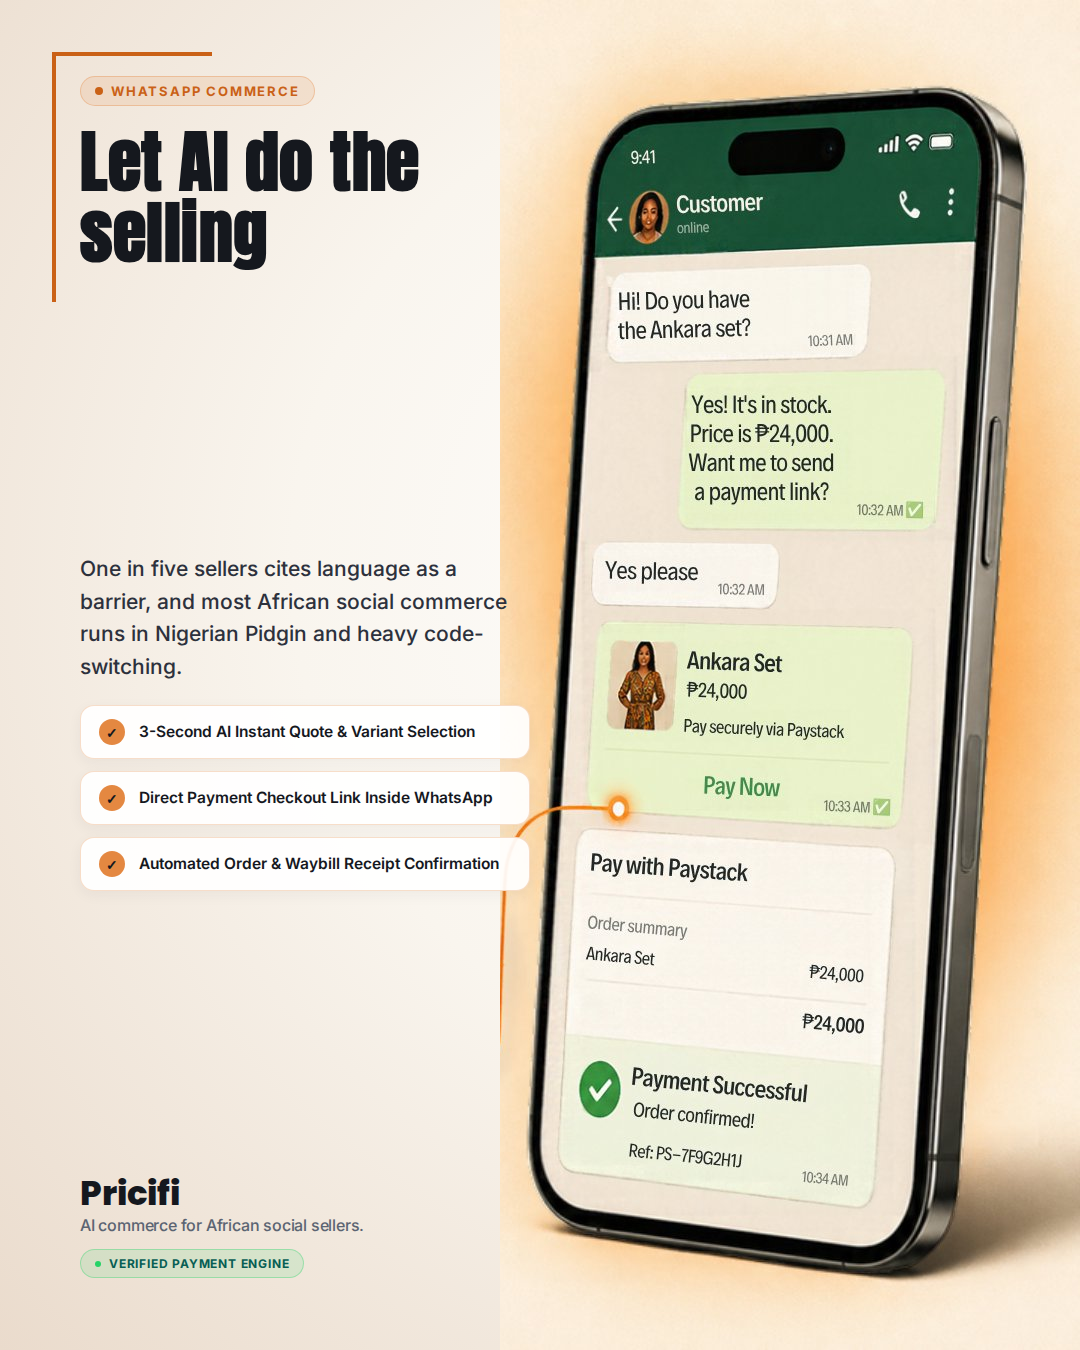 WHATSAPP COMMERCE
Let AI do the
selling
One in five sellers cites language as a
barrier, and most African social commerce
runs in Nigerian Pidgin and heavy code-
switching.
✓ 3-Second AI Instant Quote & Variant Selection
✓ Direct Payment Checkout Link Inside WhatsApp
✓ Automated Order & Waybill Receipt Confirmation
Pricifi
AI commerce for African social sellers.
VERIFIED PAYMENT ENGINE
9:41
Customer
online
Hi! Do you have
the Ankara set?
10:31 AM
Yes! It's in stock.
Price is ₱24,000.
Want me to send
a payment link?
10:32 AM ✅
Yes please
10:32 AM
Ankara Set
₱24,000
Pay securely via Paystack
Pay Now
10:33 AM ✅
Pay with Paystack
Order summary
Ankara Set
₱24,000
₱24,000
Payment Successful
Order confirmed!
Ref: PS-7F9G2H1J
10:34 AM